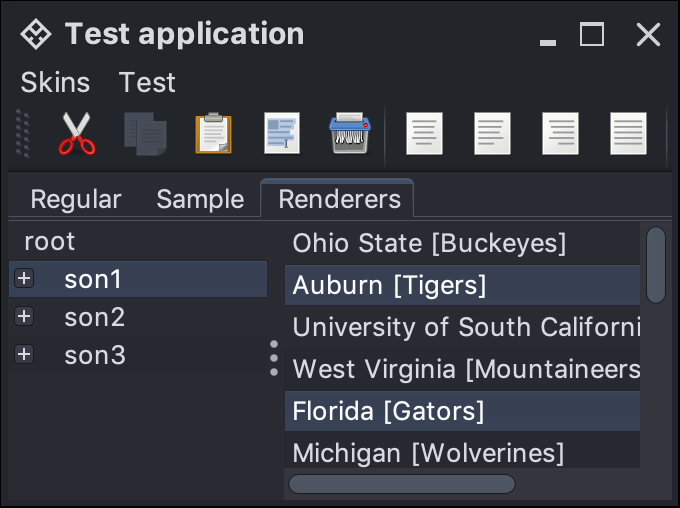 Test application
Skins Test
Regular Sample Renderers
root
son1
son2
son3
Ohio State [Buckeyes]
Auburn [Tigers]
University of South Californi
West Virginia [Mountaineers
Florida [Gators]
Michigan [Wolverines]